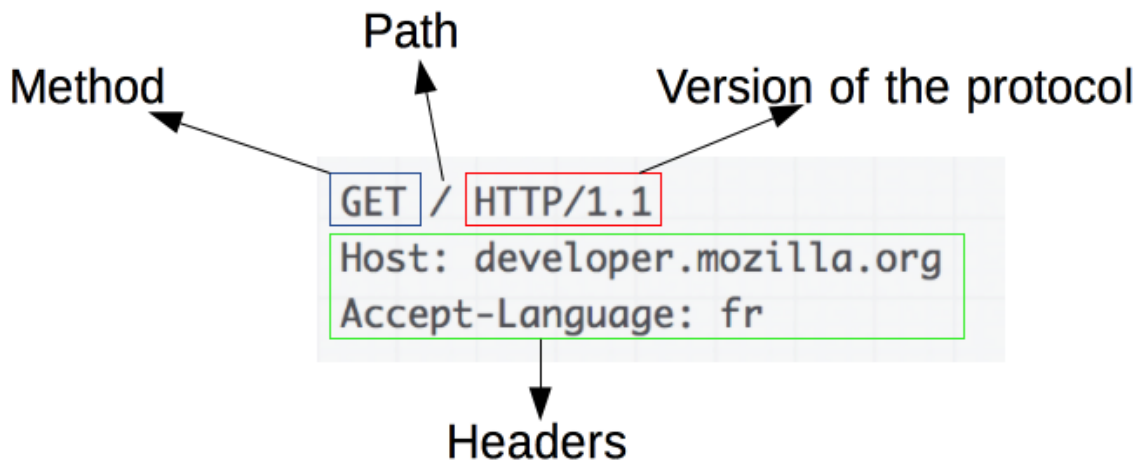 Path
Method
Version of the protocol
GET / HTTP/1.1
Host: developer.mozilla.org
Accept-Language: fr
Headers